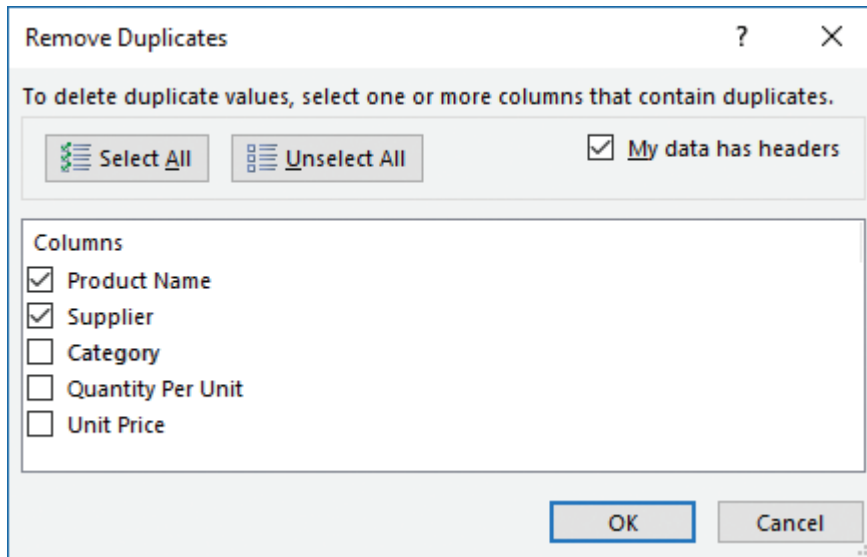 Remove Duplicates
?
To delete duplicate values, select one or more columns that contain duplicates.
Select All
Unselect All
My data has headers
Columns
Product Name
Supplier
Category
Quantity Per Unit
Unit Price
OK
Cancel